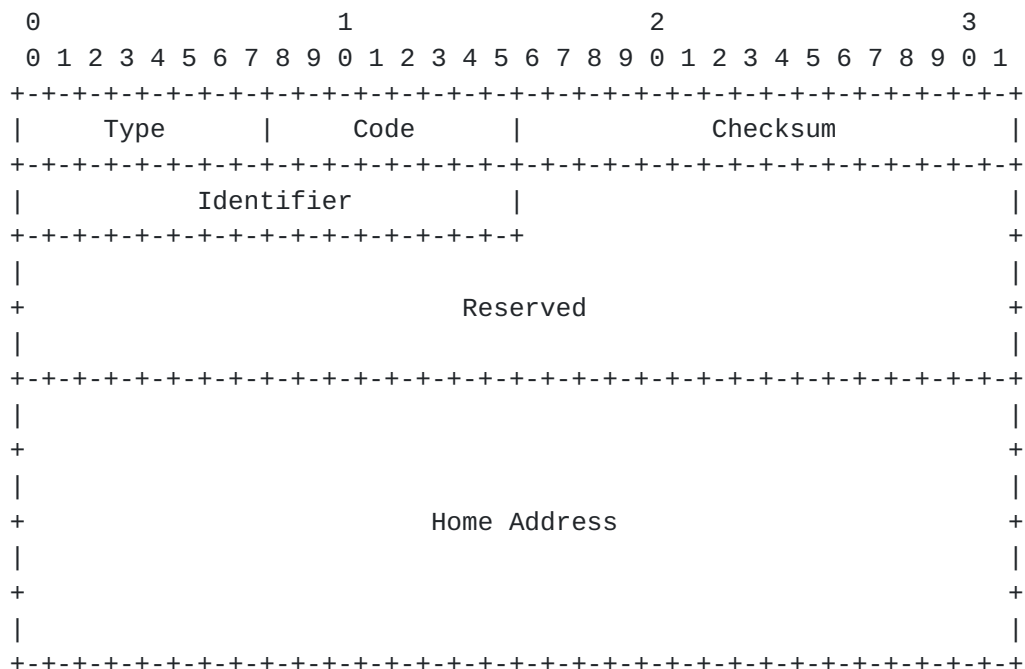 0                   1                   2                   3
 0 1 2 3 4 5 6 7 8 9 0 1 2 3 4 5 6 7 8 9 0 1 2 3 4 5 6 7 8 9 0 1
+-+-+-+-+-+-+-+-+-+-+-+-+-+-+-+-+-+-+-+-+-+-+-+-+-+-+-+-+-+-+-+-+
|     Type      |     Code      |            Checksum           |
+-+-+-+-+-+-+-+-+-+-+-+-+-+-+-+-+-+-+-+-+-+-+-+-+-+-+-+-+-+-+-+-+
|           Identifier          |                               |
+-+-+-+-+-+-+-+-+-+-+-+-+-+-+-+-+                               +
|                                                               |
+                            Reserved                           +
|                                                               |
+-+-+-+-+-+-+-+-+-+-+-+-+-+-+-+-+-+-+-+-+-+-+-+-+-+-+-+-+-+-+-+-+
|                                                               |
+                                                               +
|                                                               |
+                          Home Address                         +
|                                                               |
+                                                               +
|                                                               |
+-+-+-+-+-+-+-+-+-+-+-+-+-+-+-+-+-+-+-+-+-+-+-+-+-+-+-+-+-+-+-+-+